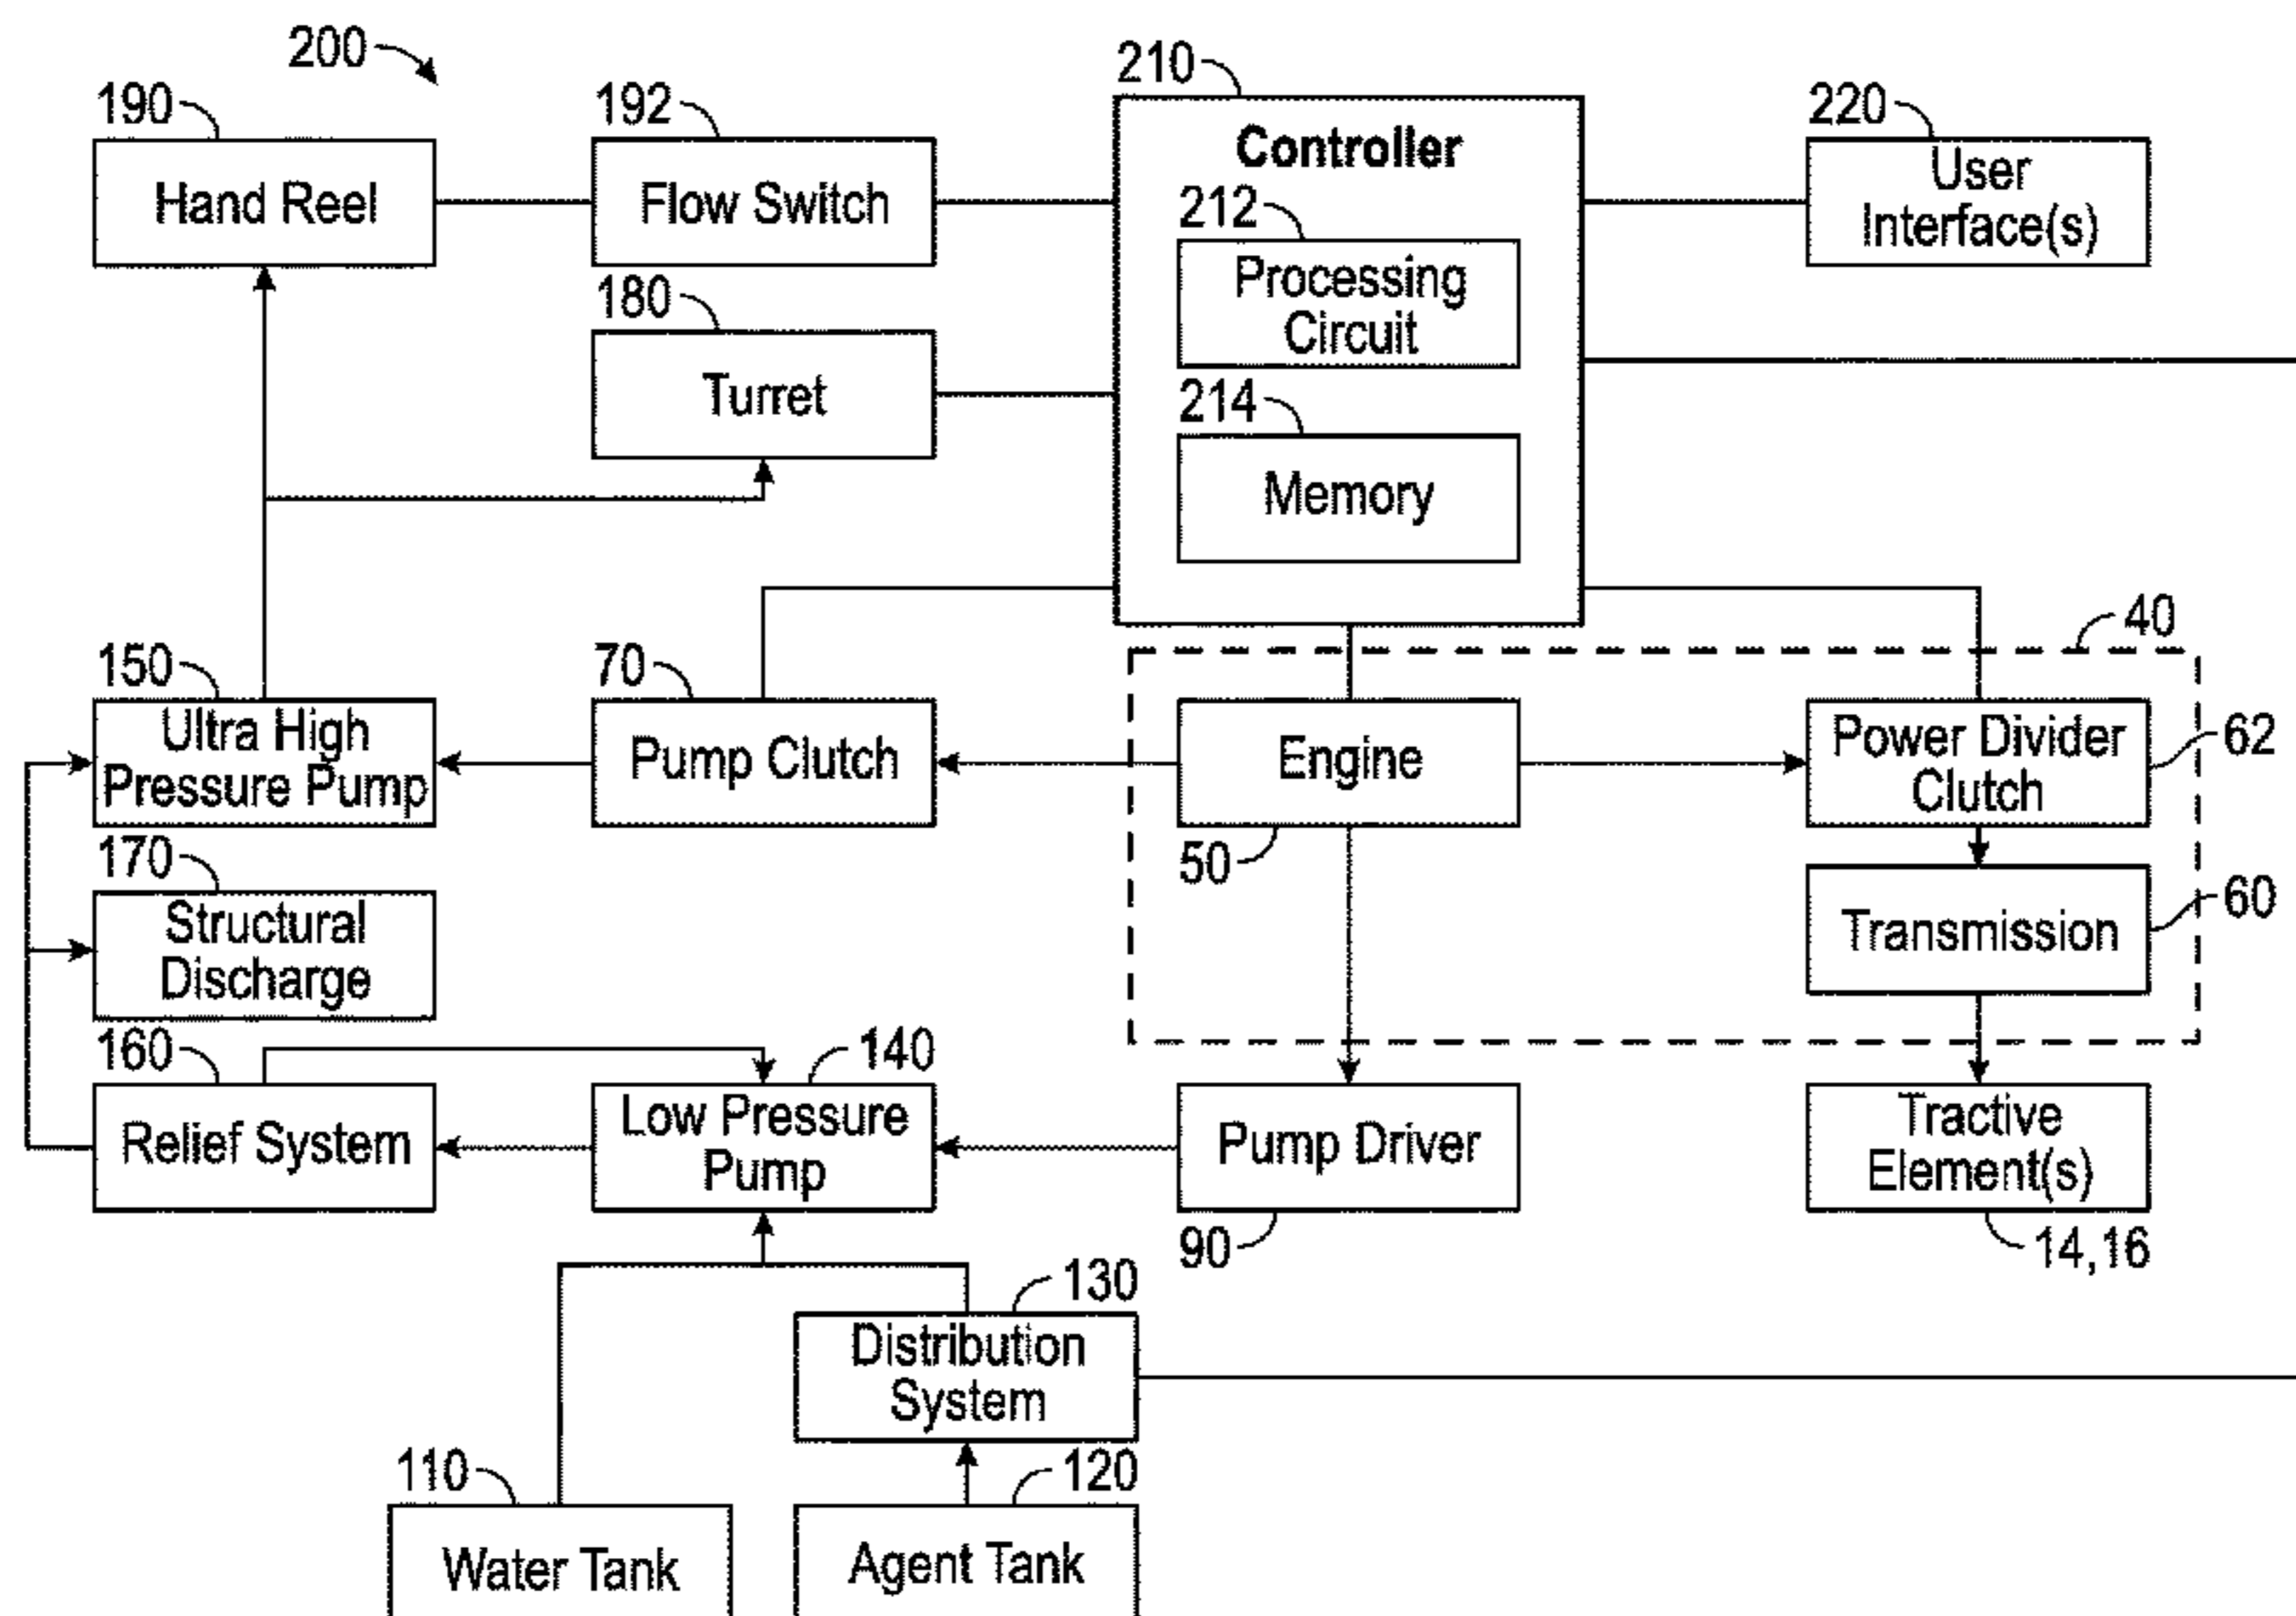 200
190
192
210
220
Hand Reel
Flow Switch
Controller
User
Interface(s)
212
Processing
Circuit
180
Turret
214
Memory
40
150
70
Ultra High
Pressure Pump
Pump Clutch
Engine
Power Divider
Clutch
62
50
170
Structural
Discharge
Transmission
60
160
140
Relief System
Low Pressure
Pump
Pump Driver
Tractive
Element(s)
90
14,16
130
Distribution
System
110
120
Water Tank
Agent Tank